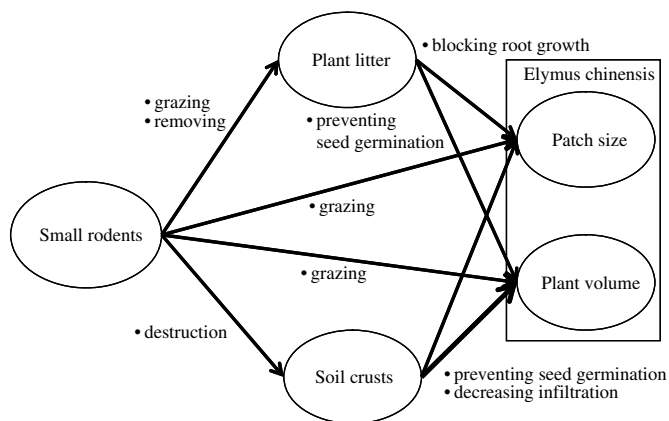 Plant litter
• blocking root growth
Elymus chinensis
• grazing
• removing
• preventing
seed germination
Patch size
• grazing
Small rodents
• grazing
Plant volume
• destruction
Soil crusts
• preventing seed germination
• decreasing infiltration